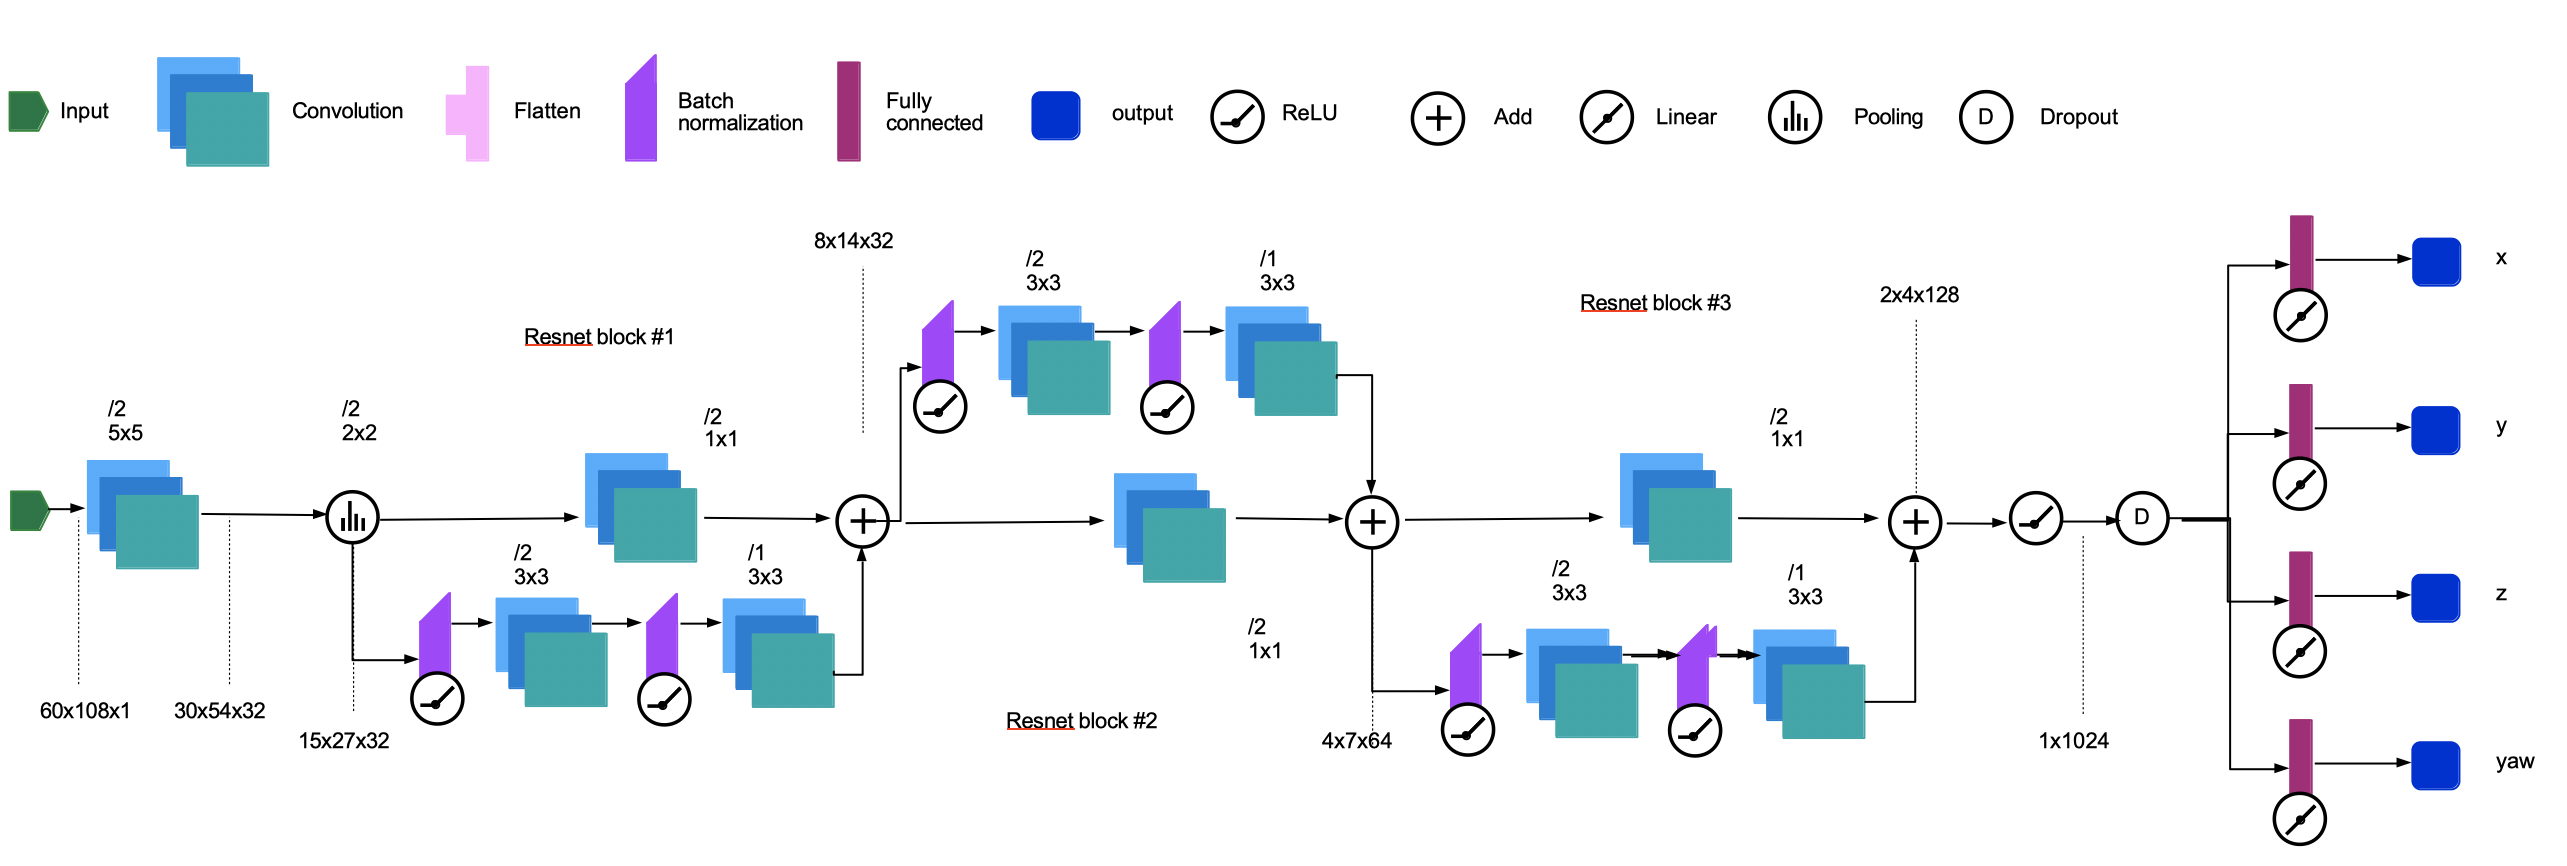 Input
Convolution
Flatten
Batch
normalization
Fully
connected
output
ReLU
Add
Linear
Pooling
D
Dropout
8x14x32
/2
3x3
/1
3x3
Resnet block #1
Resnet block #3
2x4x128
x
/2
5x5
/2
2x2
/2
1x1
/2
1x1
y
D
/2
3x3
/1
3x3
/2
3x3
/1
3x3
z
/2
1x1
60x108x1
30x54x32
15x27x32
Resnet block #2
4x7x64
1x1024
yaw